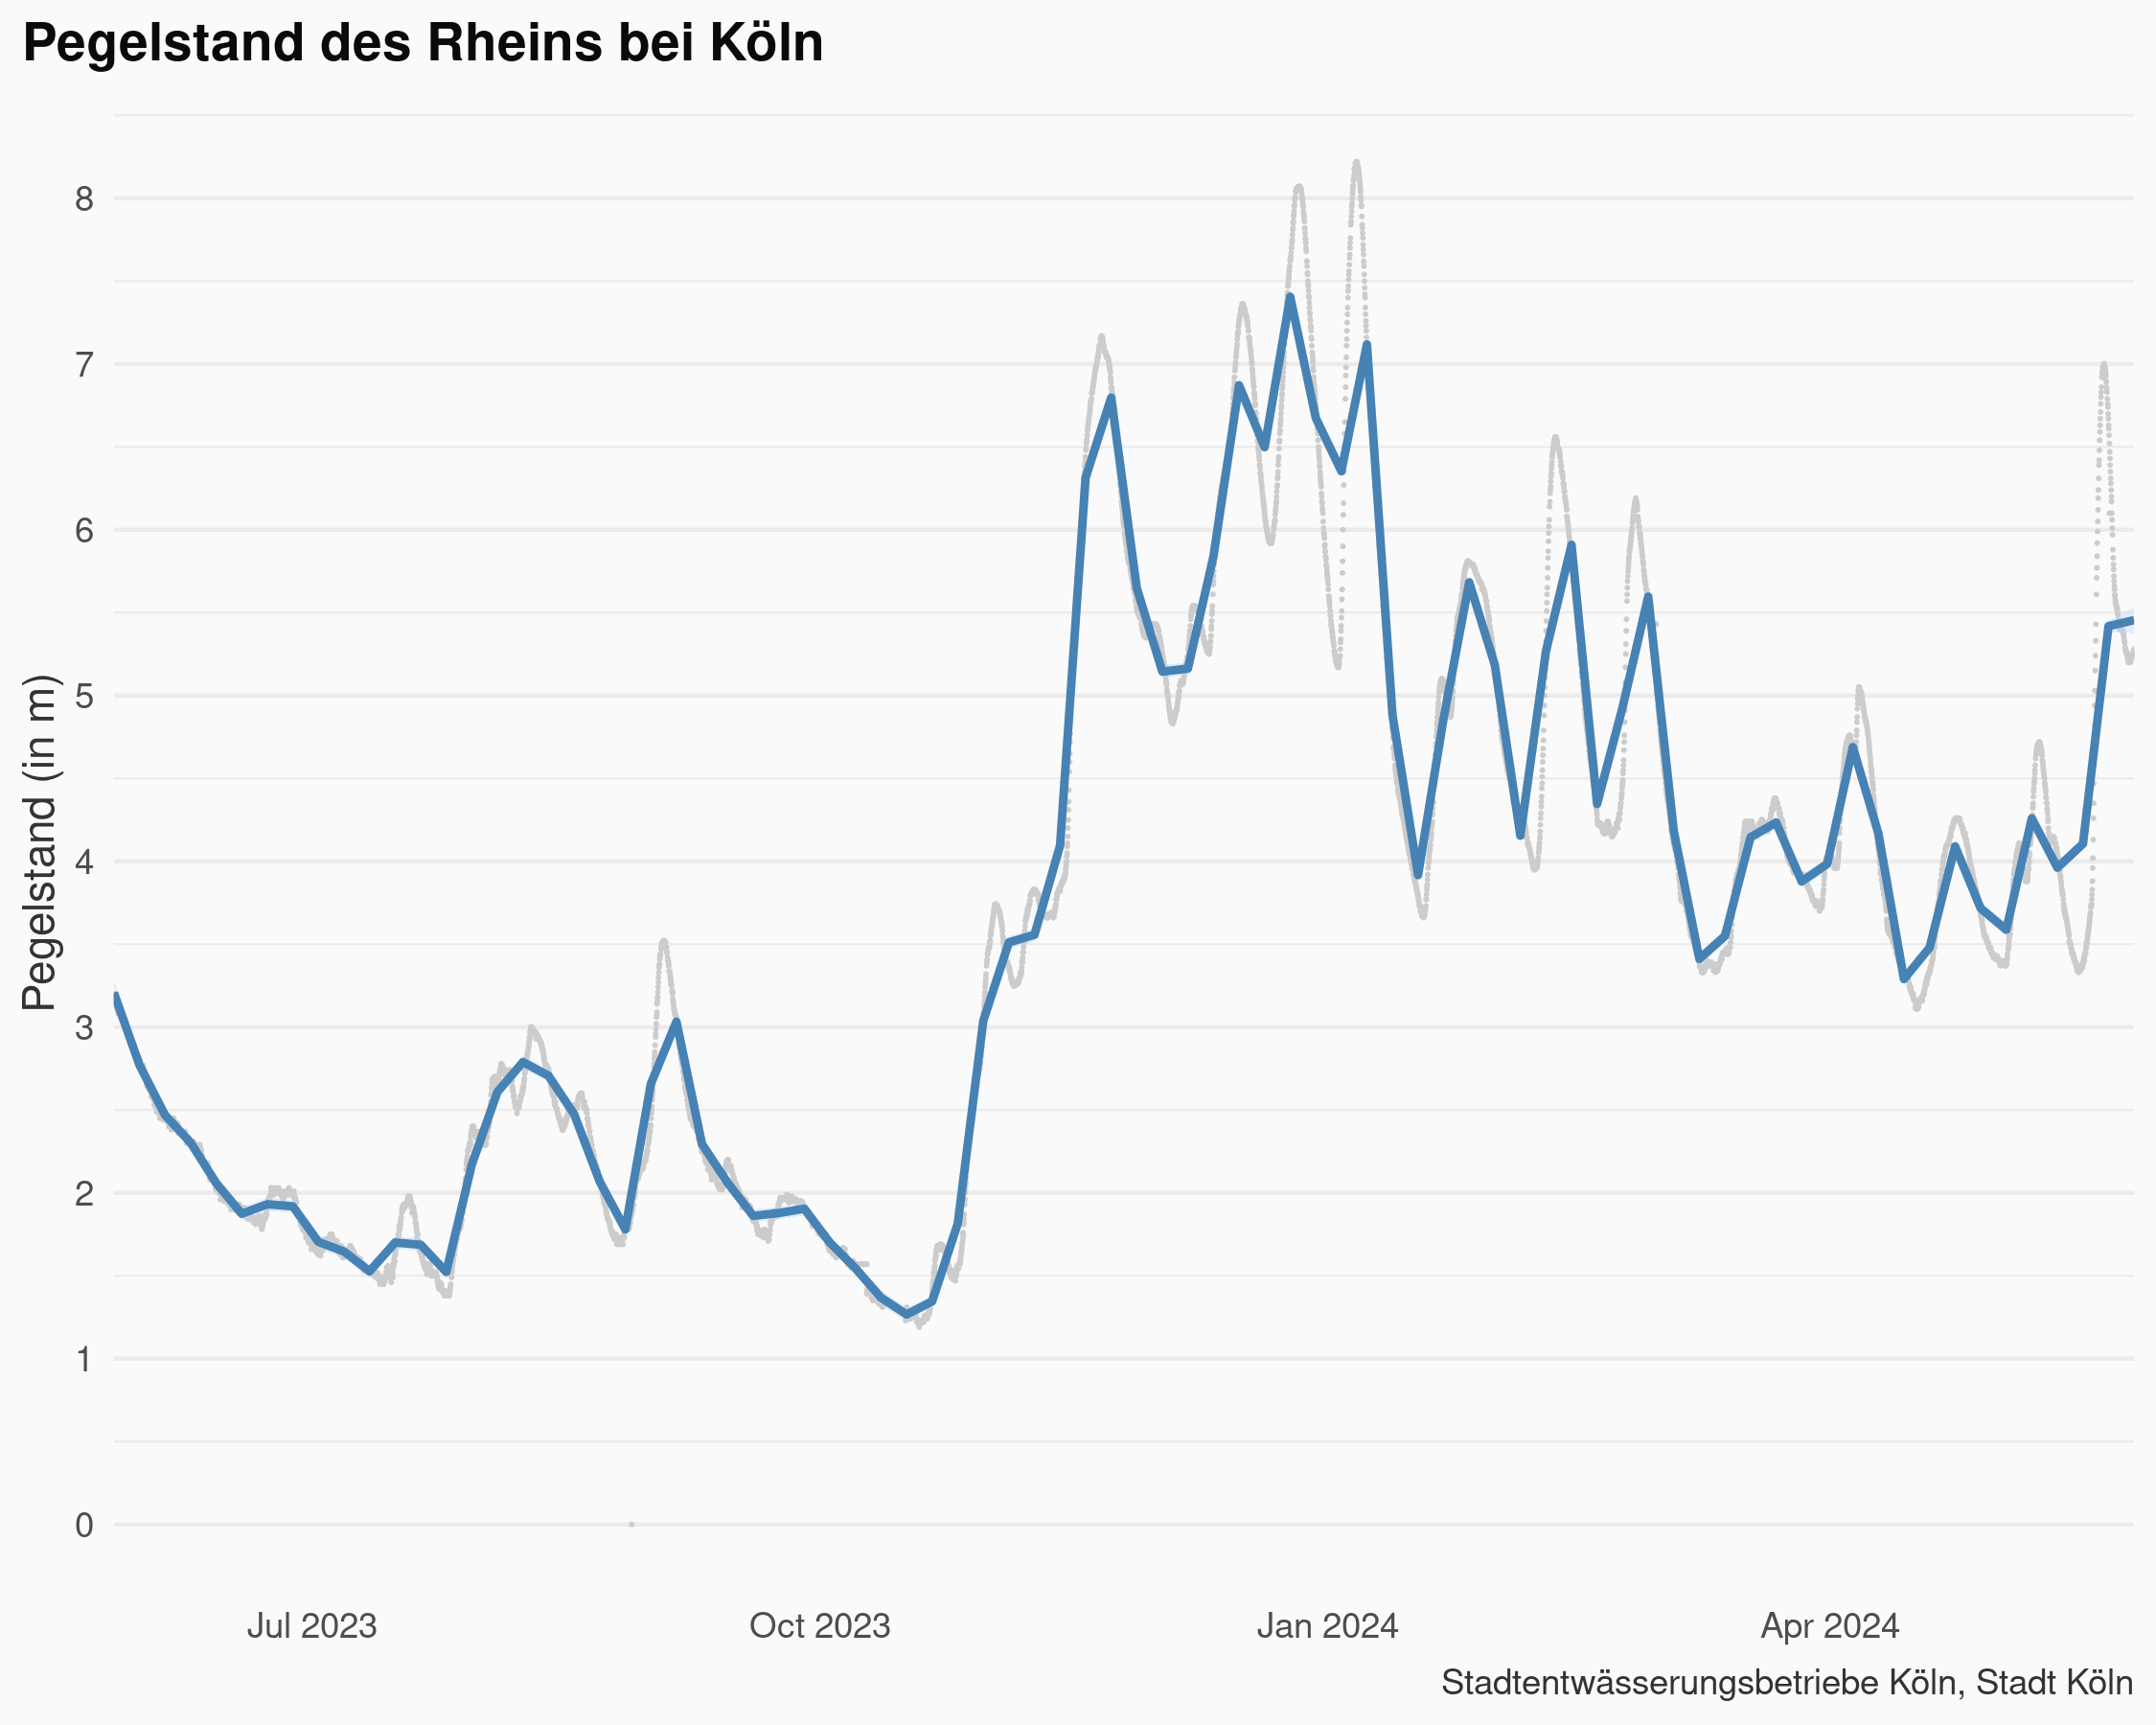 Pegelstand des Rheins bei Köln
Pegelstand (in m)
8
7
6
5
4
3
2
1
0
Jul 2023 Oct 2023 Jan 2024 Apr 2024
Stadtentwässerungsbetriebe Köln, Stadt Köln